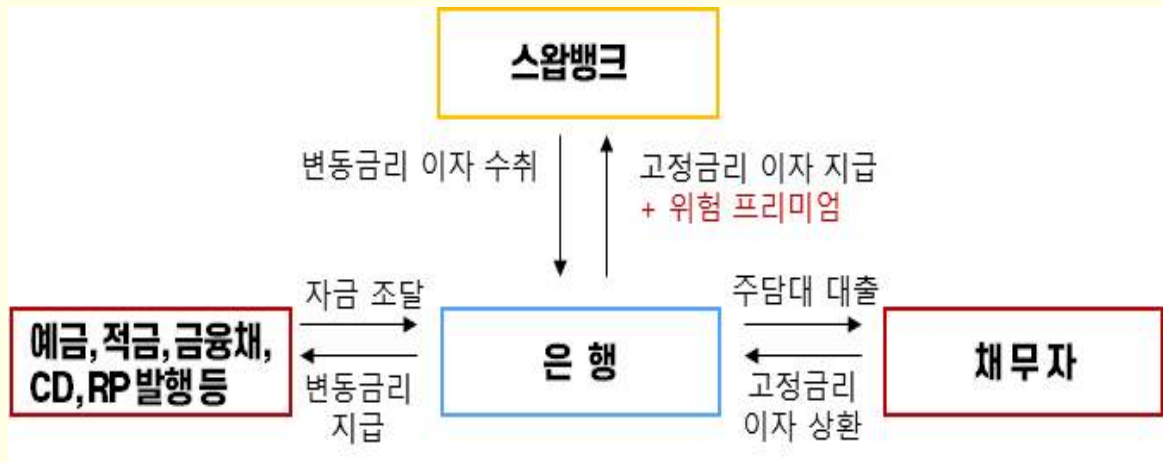 스왑뱅크
변동금리 이자 수취
고정금리 이자 지급
+ 위험 프리미엄
자금 조달
주담대 대출
예금, 적금, 금융채,
CD, RP 발행 등
은 행
채 무 자
변동금리
지급
고정금리
이자 상환